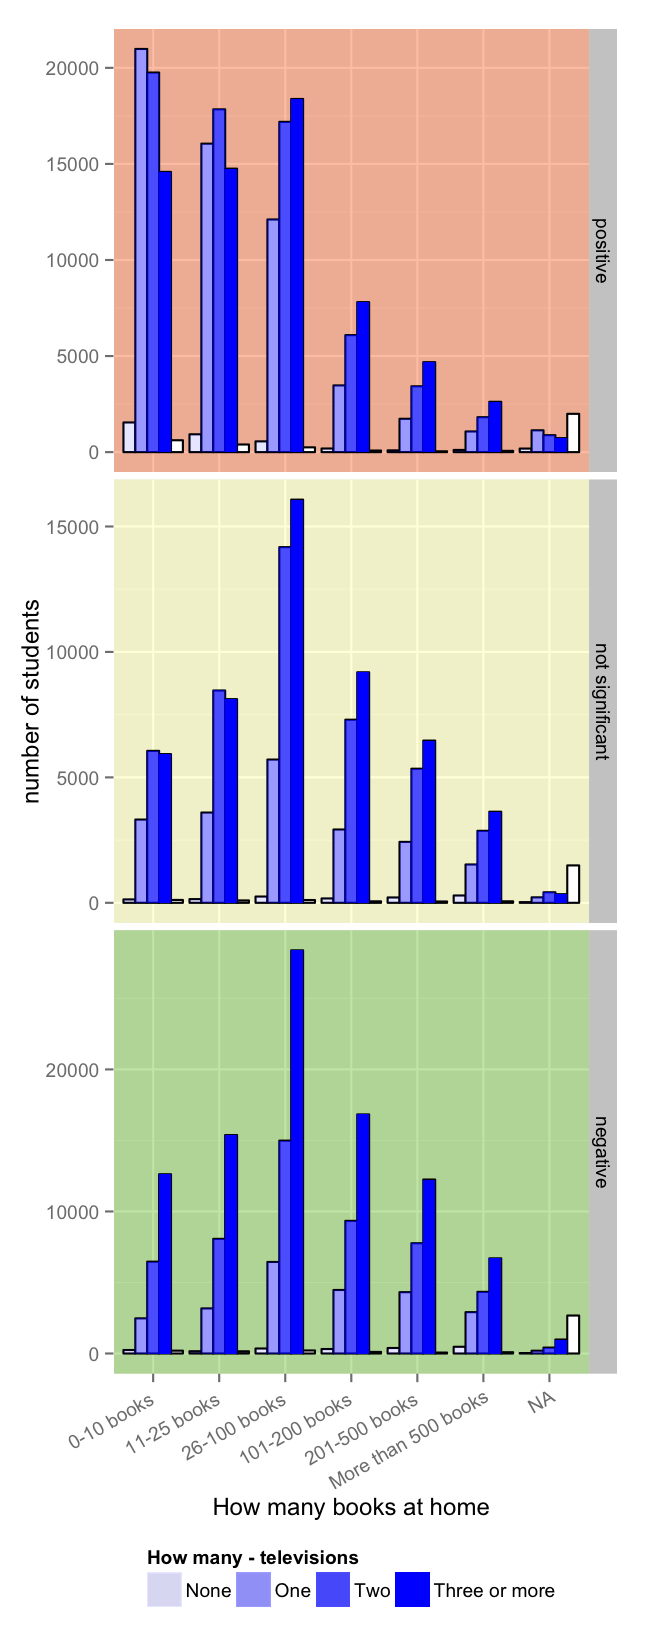 20000
15000
10000
5000
0
positive
15000
10000
5000
0
not significant
number of students
20000
10000
0
negative
0-10 books
11-25 books
26-100 books
101-200 books
201-500 books
More than 500 books
NA
How many books at home
How many - televisions
None One Two Three or more